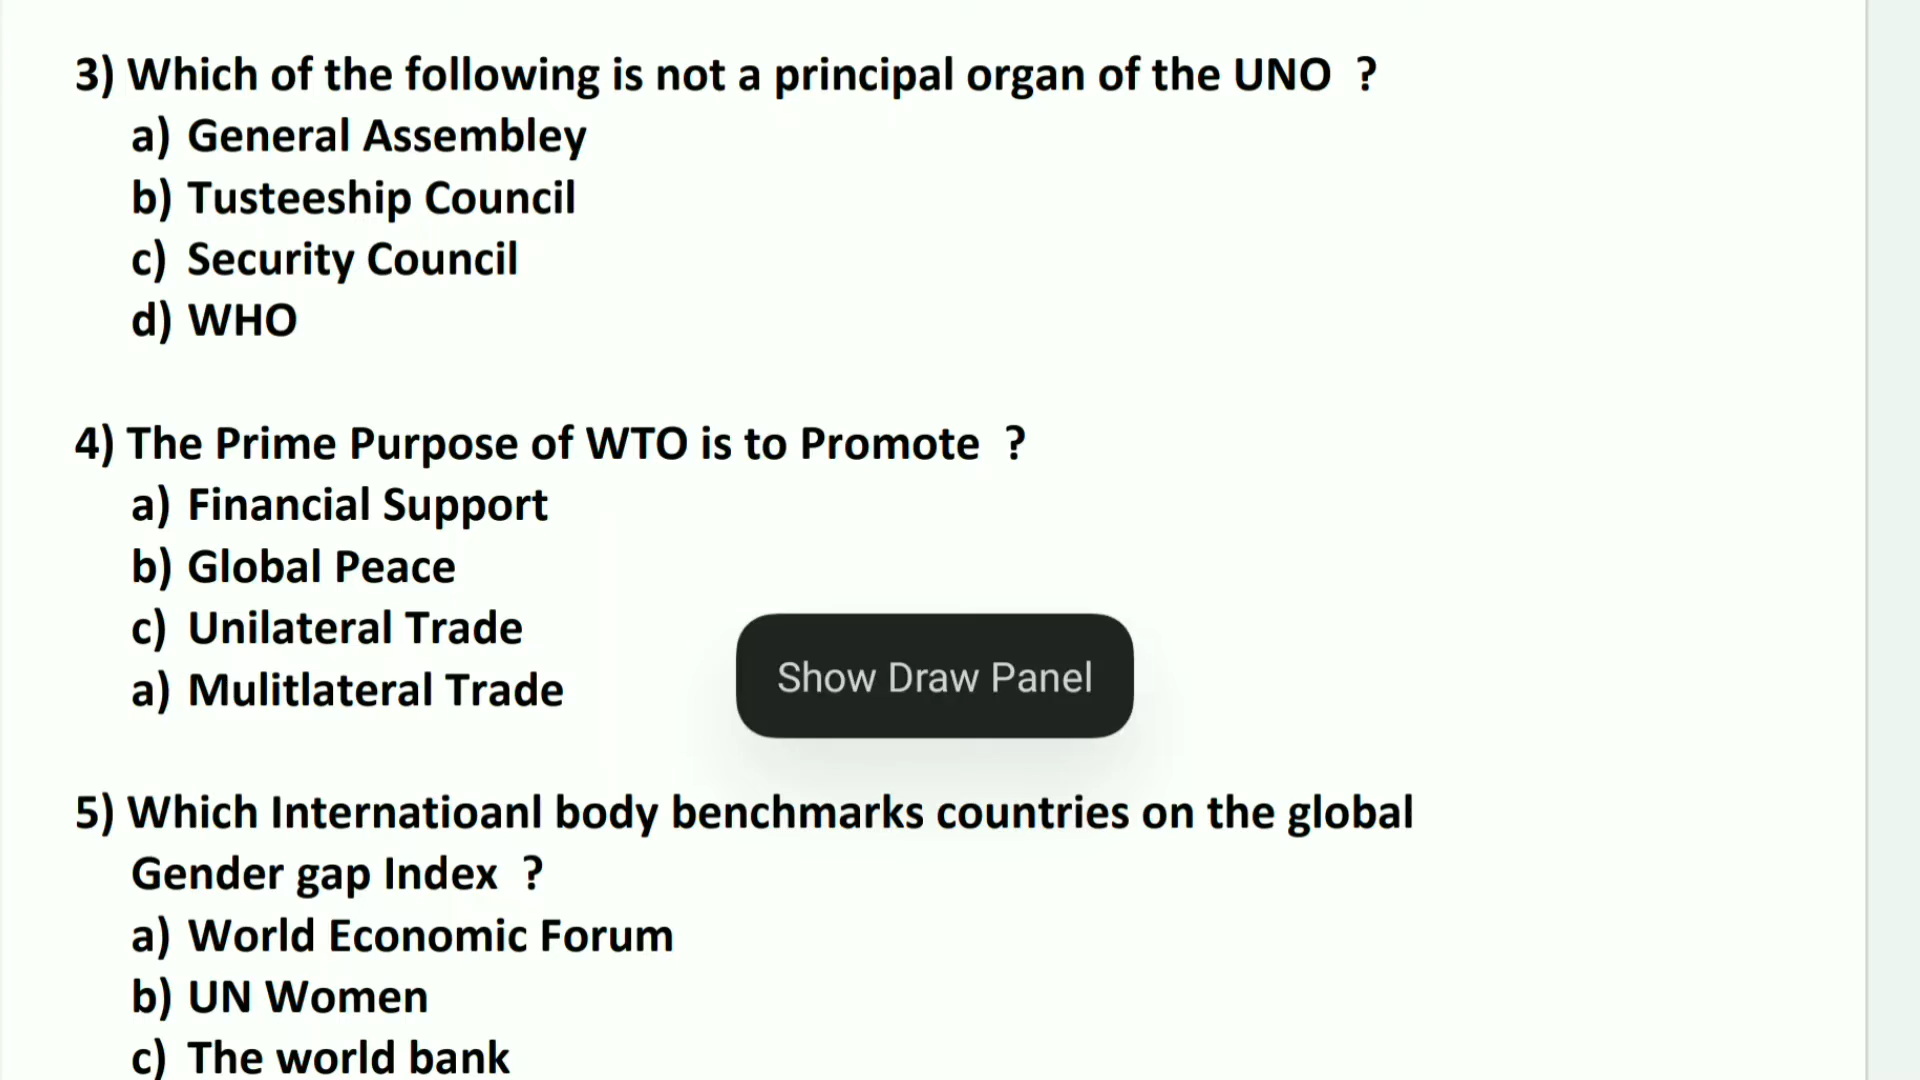 3) Which of the following is not a principal organ of the UNO ?
a) General Assembley
b) Tusteeship Council
c) Security Council
d) WHO
4) The Prime Purpose of WTO is to Promote ?
a) Financial Support
b) Global Peace
c) Unilateral Trade
a) Mulitlateral Trade
Show Draw Panel
5) Which Internatioanl body benchmarks countries on the global
Gender gap Index ?
a) World Economic Forum
b) UN Women
c) The world bank